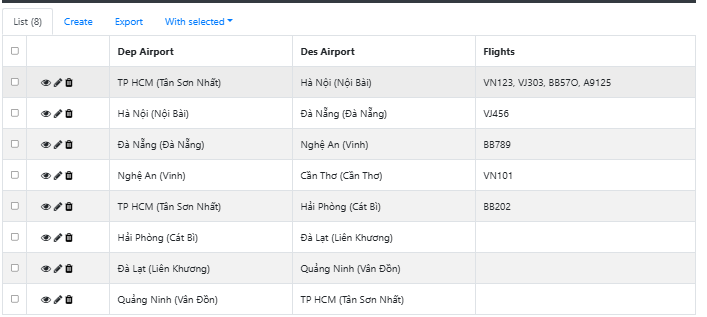 List (8) Create Export With selected
Dep Airport Des Airport Flights
TP HCM (Tân Sơn Nhất) Hà Nội (Nội Bài) VN123, VJ303, BB570, A9125
Hà Nội (Nội Bài) Đà Nẵng (Đà Nẵng) VJ456
Đà Nẵng (Đà Nẵng) Nghệ An (Vinh) BB789
Nghệ An (Vinh) Cần Thơ (Cần Thơ) VN101
TP HCM (Tân Sơn Nhất) Hải Phòng (Cát Bi) BB202
Hải Phòng (Cát Bi) Đà Lạt (Liên Khương)
Đà Lạt (Liên Khương) Quảng Ninh (Vân Đồn)
Quảng Ninh (Vân Đồn) TP HCM (Tân Sơn Nhất)